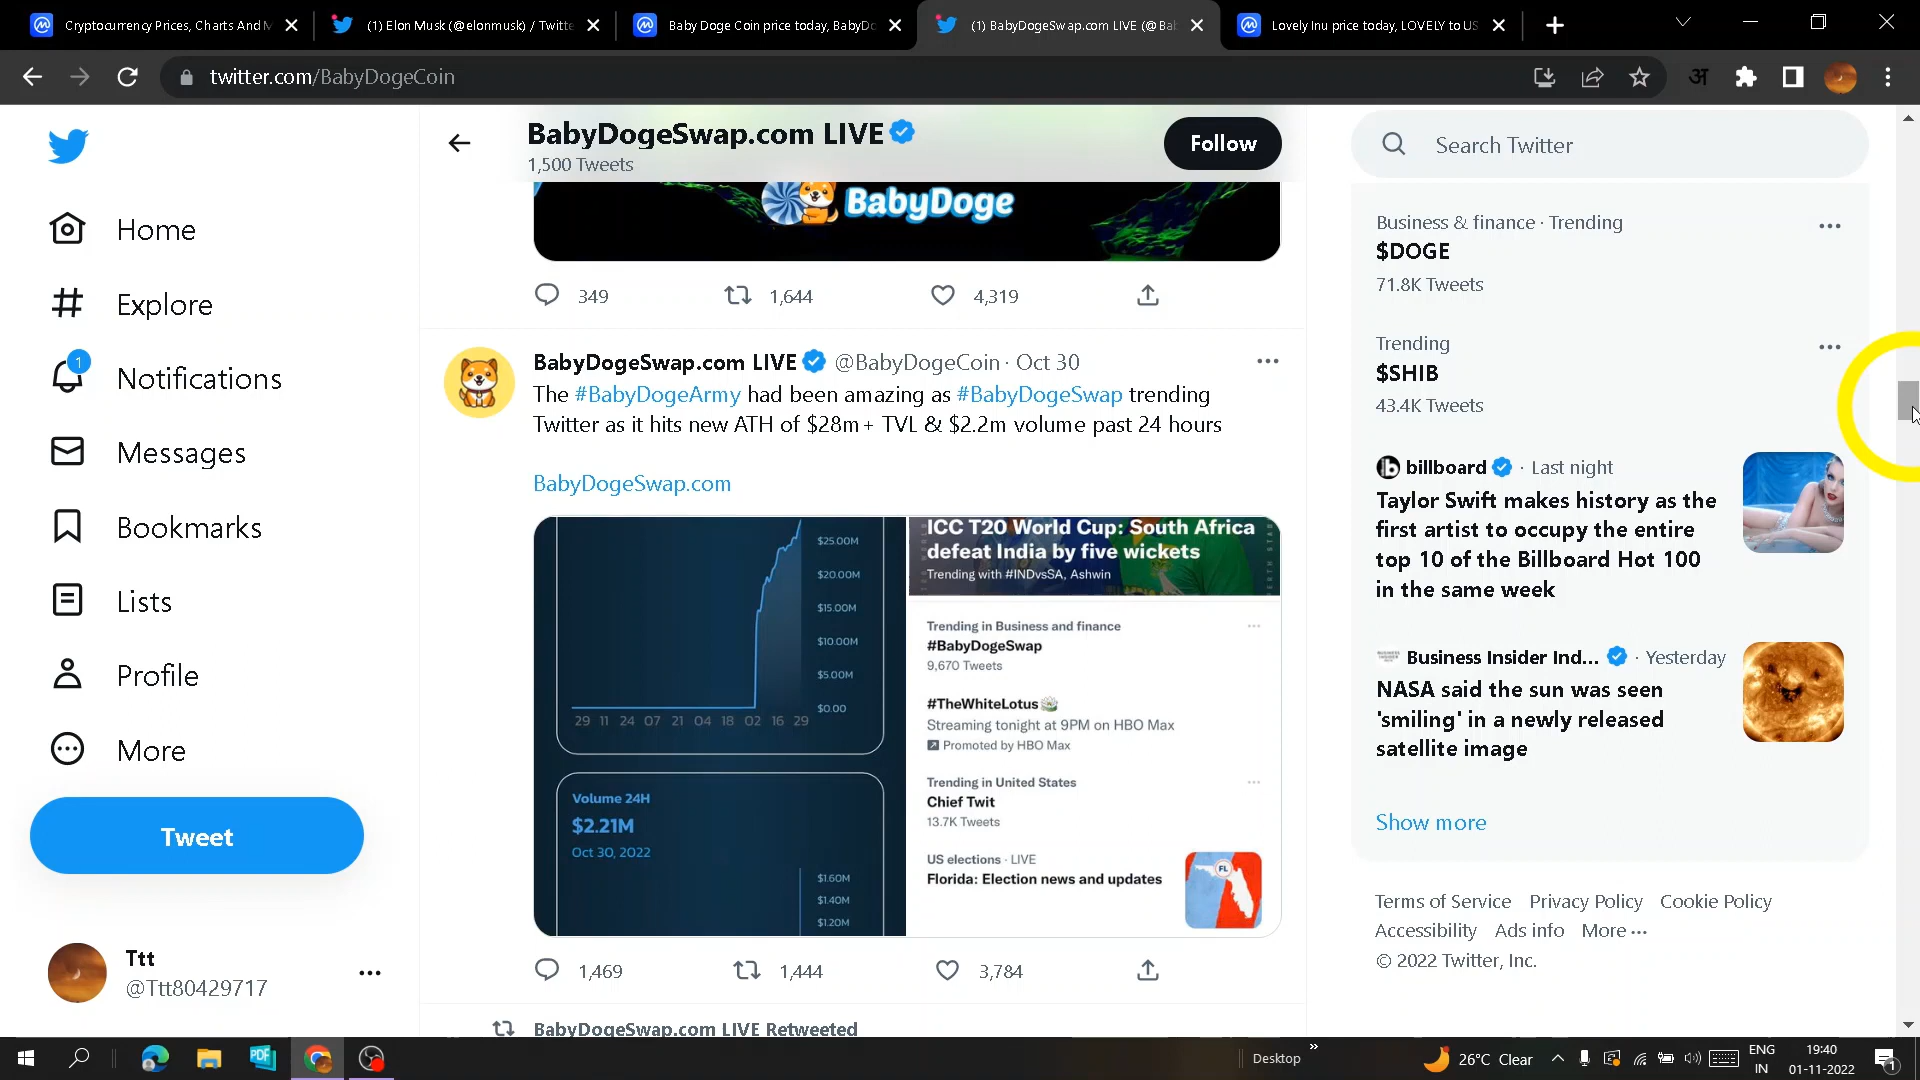 Cryptocurrency Prices, Charts And M
(1) Elon Musk (@elonmusk) / Twitte
Baby Doge Coin price today, BabyDo
(1) BabyDogeSwap.com LIVE (@Bab
Lovely Inu price today, LOVELY to US
twitter.com/BabyDogeCoin
अ
BabyDogeSwap.com LIVE
1,500 Tweets
Follow
Search Twitter
Home
Explore
1
Notifications
Messages
Bookmarks
Lists
Profile
More
Tweet
Ttt
@Ttt80429717
BabyDoge
349
1,644
4,319
BabyDogeSwap.com LIVE @BabyDogeCoin · Oct 30
The #BabyDogeArmy had been amazing as #BabyDogeSwap trending
Twitter as it hits new ATH of $28m+ TVL & $2.2m volume past 24 hours
BabyDogeSwap.com
$25.00M
$20.00M
$15.00M
$10.00M
$5.00M
$0.00
29 11 24 07 21 04 18 02 16 29
Volume 24H
$2.21M
Oct 30, 2022
$1.60M
$1.40M
$1.20M
ICC T20 World Cup: South Africa
defeat India by five wickets
Trending with #INDvsSA, Ashwin
Trending in Business and finance
#BabyDogeSwap
9,670 Tweets
#TheWhiteLotus
Streaming tonight at 9PM on HBO Max
Promoted by HBO Max
Trending in United States
Chief Twit
13.7K Tweets
US elections · LIVE
Florida: Election news and updates
FL
1,469
1,444
3,784
BabyDogeSwap.com LIVE Retweeted
Business & finance · Trending
$DOGE
71.8K Tweets
Trending
$SHIB
43.4K Tweets
billboard · Last night
Taylor Swift makes history as the
first artist to occupy the entire
top 10 of the Billboard Hot 100
in the same week
Business Insider Ind... · Yesterday
NASA said the sun was seen
'smiling' in a newly released
satellite image
Show more
Terms of Service Privacy Policy Cookie Policy
Accessibility Ads info More ···
© 2022 Twitter, Inc.
PDF
Desktop
26°C Clear
ENG
IN
19:40
01-11-2022
1